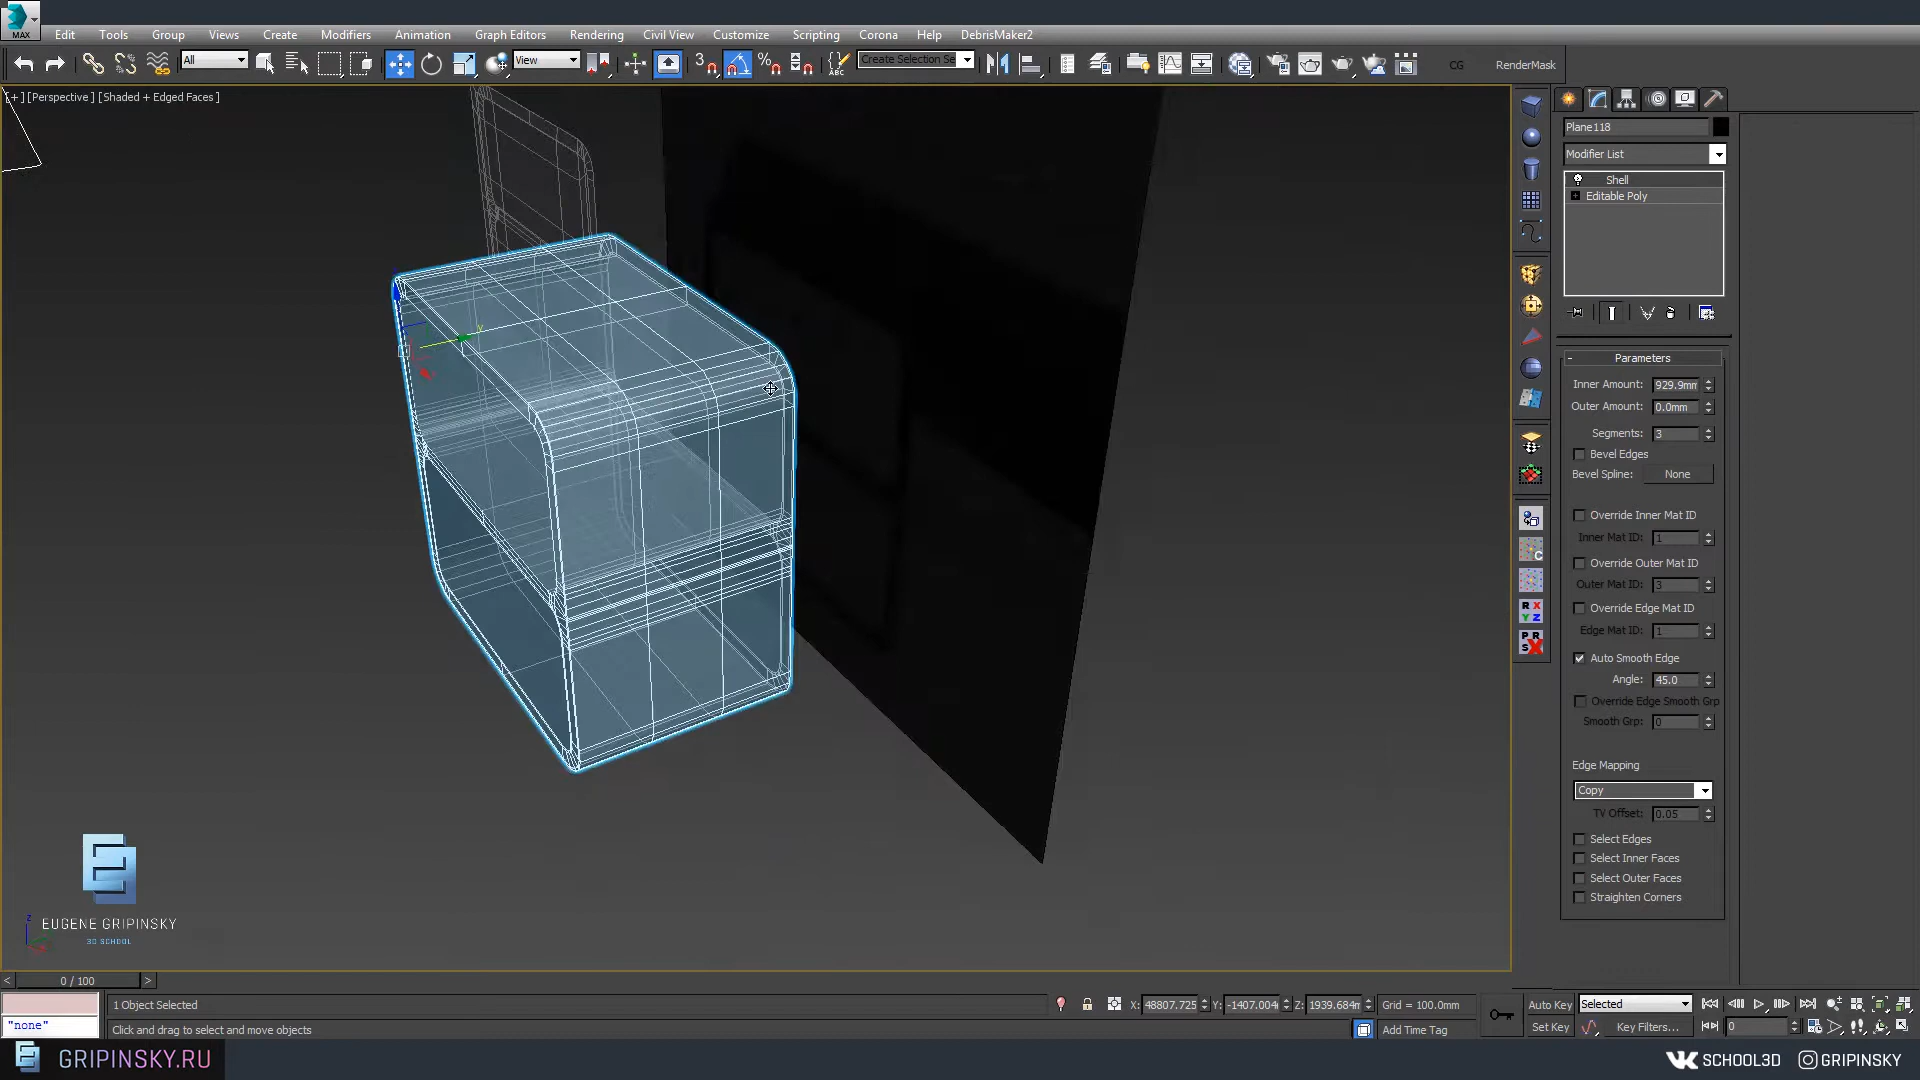 MAX
Edit Tools Group Views Create Modifiers Animation Graph Editors Rendering Civil View Customize Scripting Corona Help DebrisMaker2
All View 3 % ABC Create Selection Se CG RenderMask
[+] [Perspective ] [Shaded + Edged Faces ]
Plane118
Modifier List
Shell
Editable Poly
y
Parameters
Inner Amount: 929.9mm
Outer Amount: 0.0mm
Segments: 3
Bevel Edges
Bevel Spline: None
Override Inner Mat ID
Inner Mat ID: 1
Override Outer Mat ID
Outer Mat ID: 3
Override Edge Mat ID
Edge Mat ID: 1
Auto Smooth Edge
Angle: 45.0
Override Edge Smooth Grp
Smooth Grp: 0
Edge Mapping
Copy
TV Offset: 0.05
Select Edges
Select Inner Faces
Select Outer Faces
Straighten Corners
C
R X
Y Z
P R
S X
EUGENE GRIPINSKY
3D SCHOOL
z
< 0 / 100 >
1 Object Selected X: 48807.725 Y: -1407.004 Z: 1939.684m Grid = 100.0mm Auto Key Selected
"none" Click and drag to select and move objects Add Time Tag Set Key Key Filters... 0
GRIPINSKY.RU SCHOOL3D GRIPINSKY